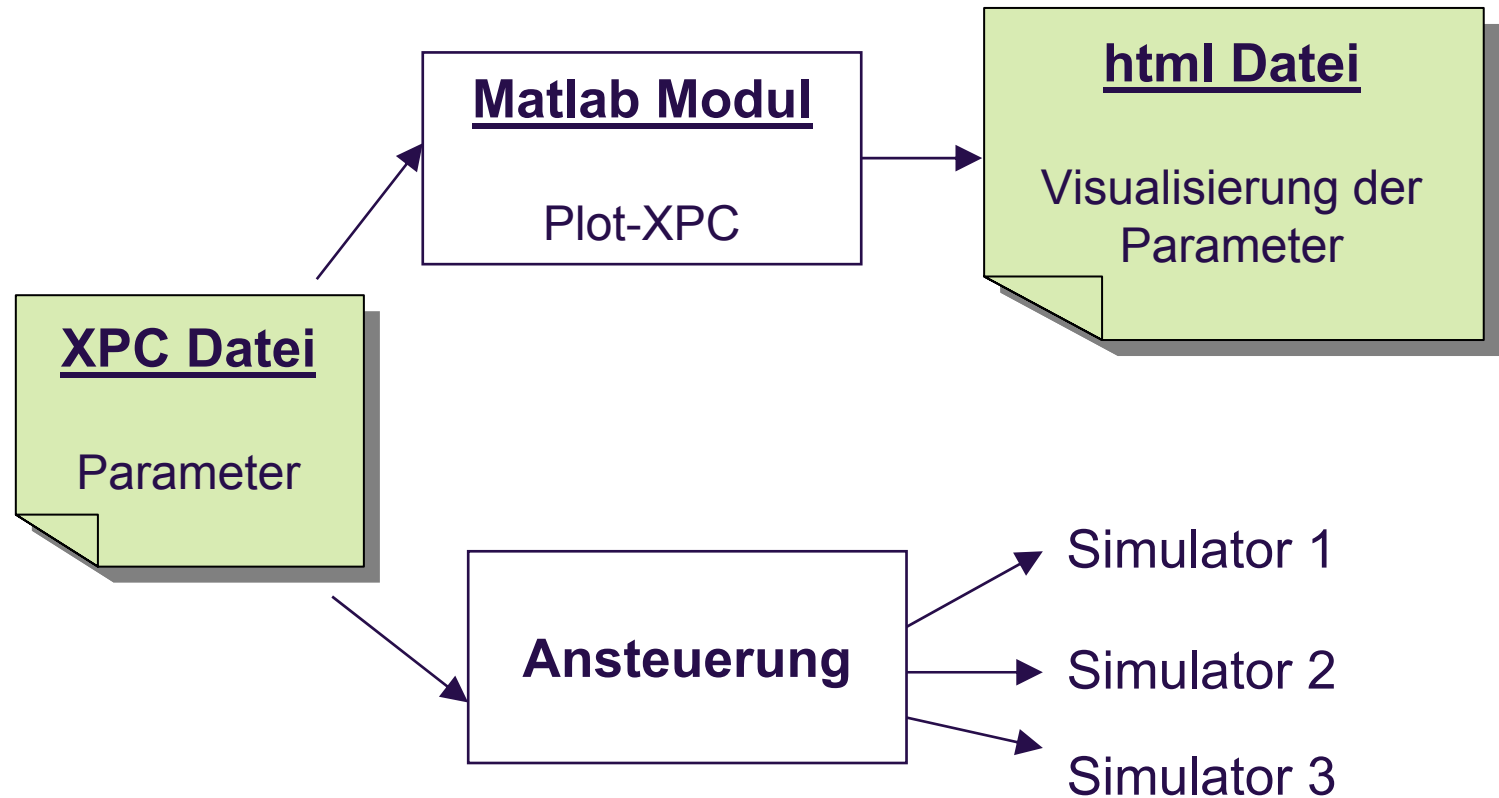 Matlab Modul
Plot-XPC
html Datei
Visualisierung der
Parameter
XPC Datei
Parameter
Ansteuerung
Simulator 1
Simulator 2
Simulator 3